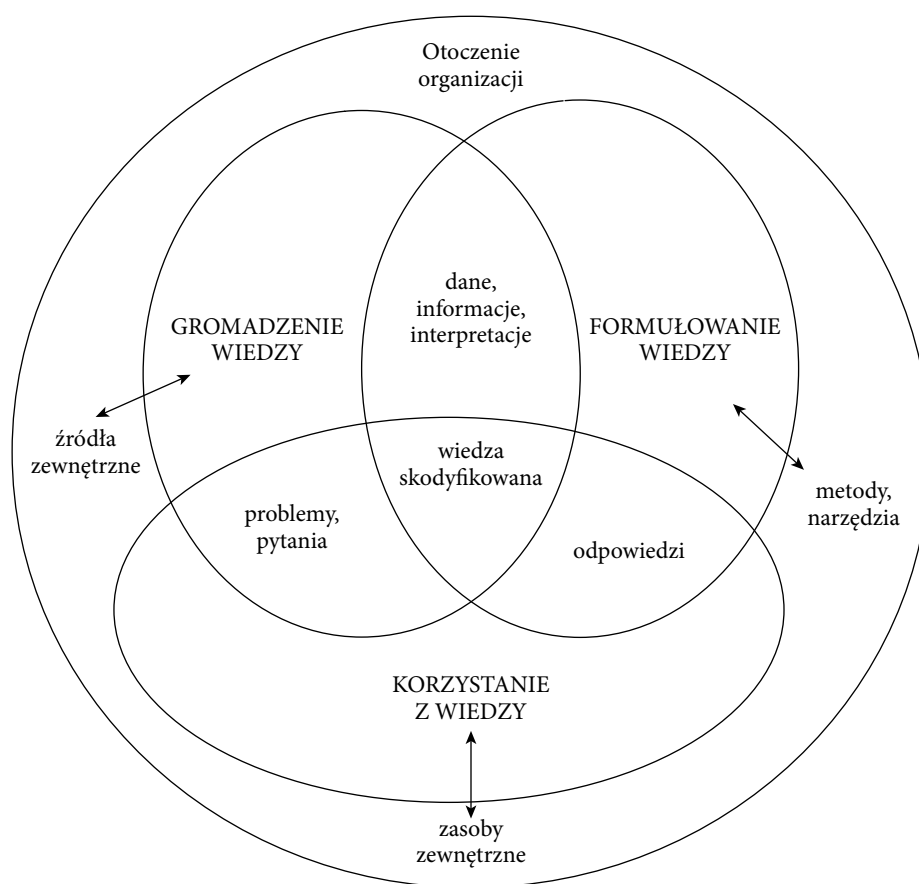 Otoczenie
organizacji
dane,
informacje,
interpretacje
GROMADZENIE
WIEDZY
FORMUŁOWANIE
WIEDZY
źródła
zewnętrzne
wiedza
skodyfikowana
metody,
narzędzia
problemy,
pytania
odpowiedzi
KORZYSTANIE
Z WIEDZY
zasoby
zewnętrzne